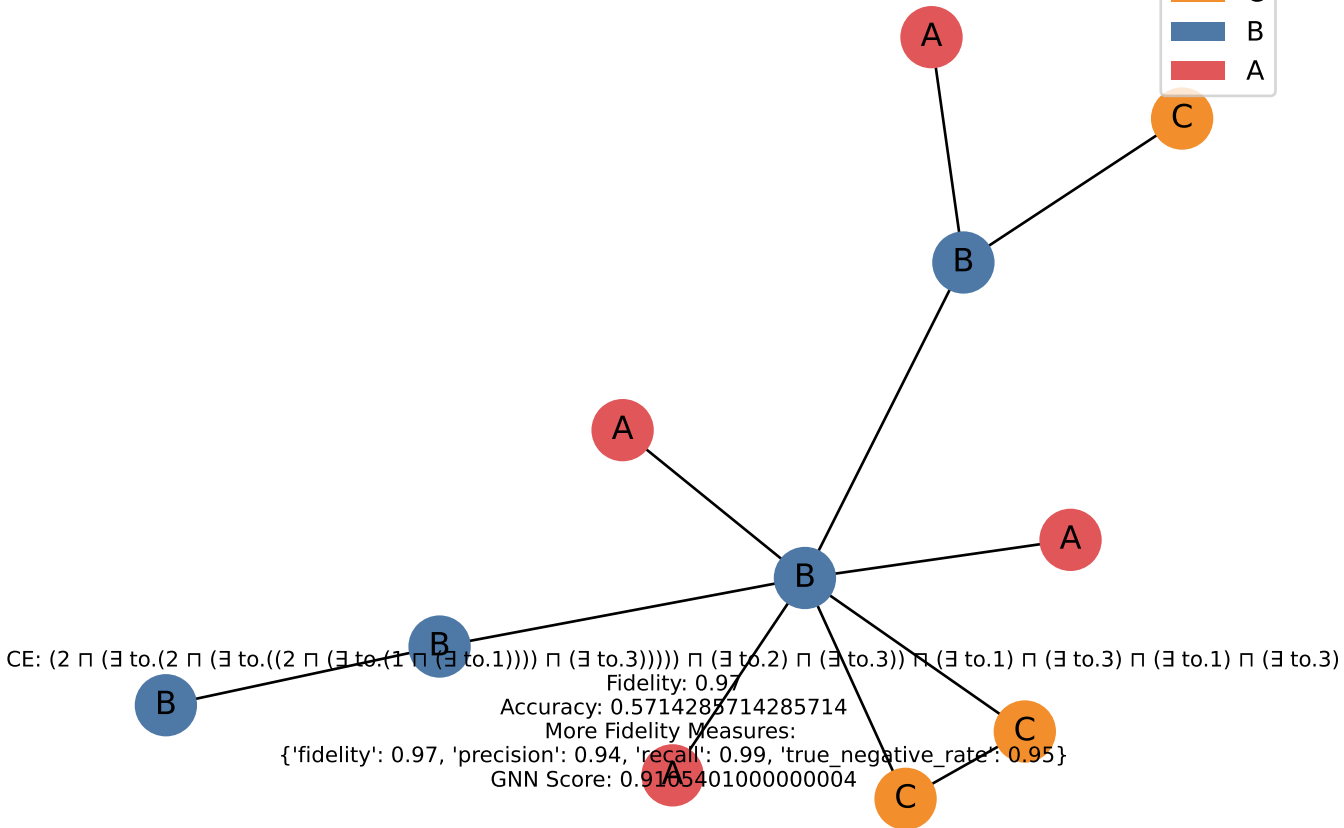 A
B
A
C
B
A
A
B
B
CE: (2 ⊓ (∃ to.(2 ⊓ (∃ to.((2 ⊓ (∃ to.(1 ⊓ (∃ to.1)))) ⊓ (∃ to.3))))) ⊓ (∃ to.2) ⊓ (∃ to.3)) ⊓ (∃ to.1) ⊓ (∃ to.3) ⊓ (∃ to.1) ⊓ (∃ to.3)
Fidelity: 0.97
B
Accuracy: 0.5714285714285714
More Fidelity Measures:
C
{'fidelity': 0.97, 'precision': 0.94, 'recall': 0.99, 'true_negative_rate': 0.95}
A
GNN Score: 0.9105401000000004
C